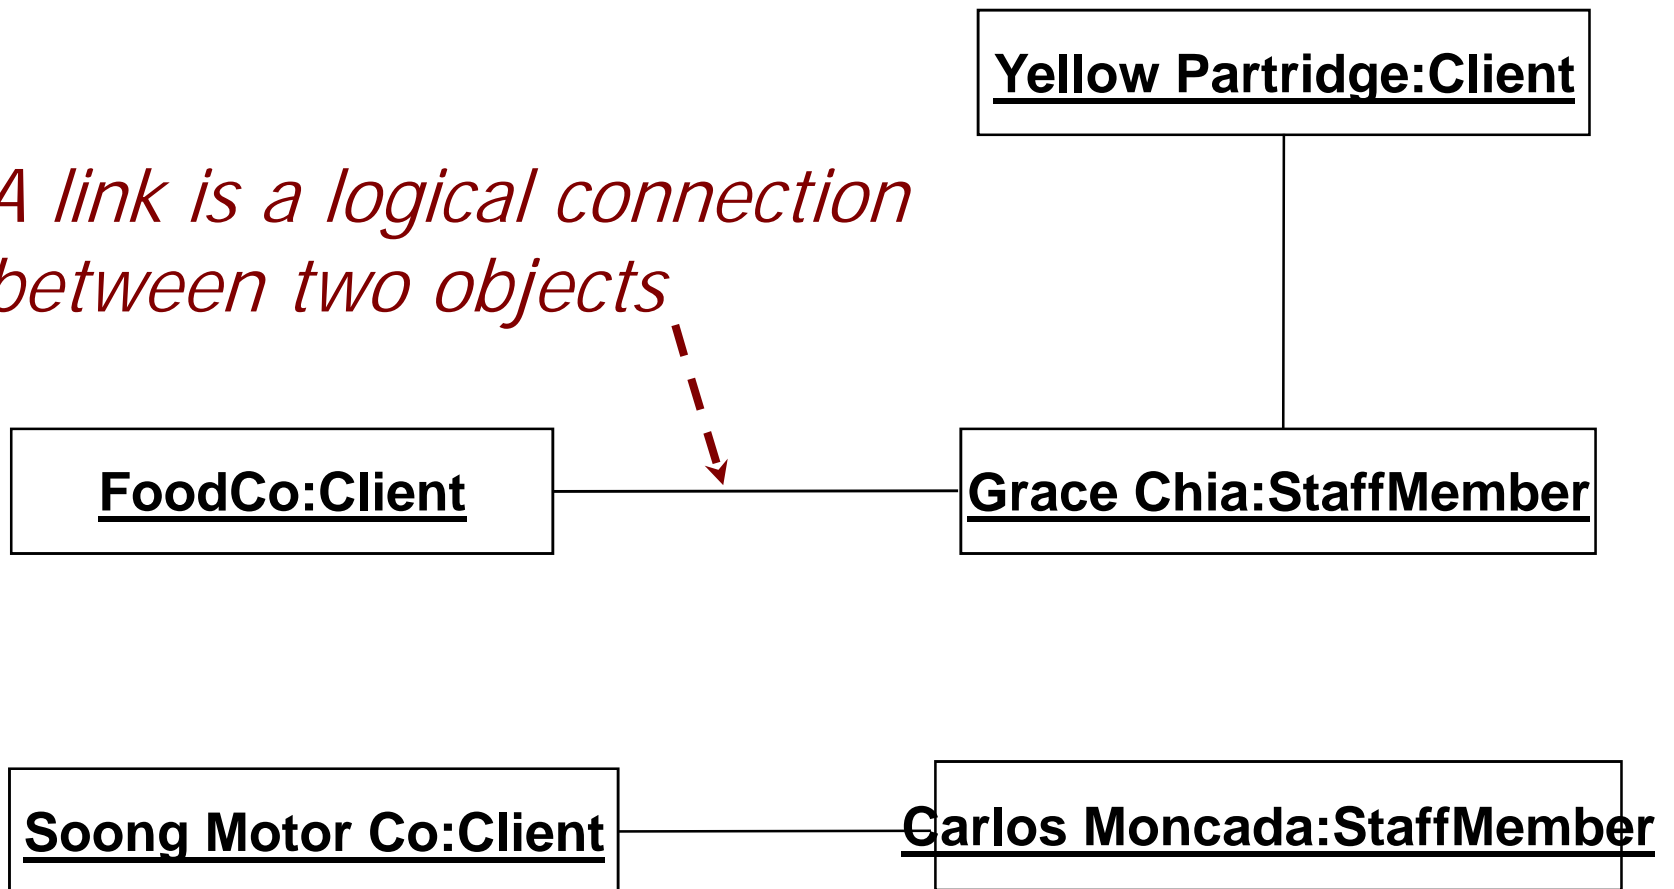 Yellow Partridge:Client
A link is a logical connection
between two objects
FoodCo:Client
Grace Chia:StaffMember
Soong Motor Co:Client
Carlos Moncada:StaffMember